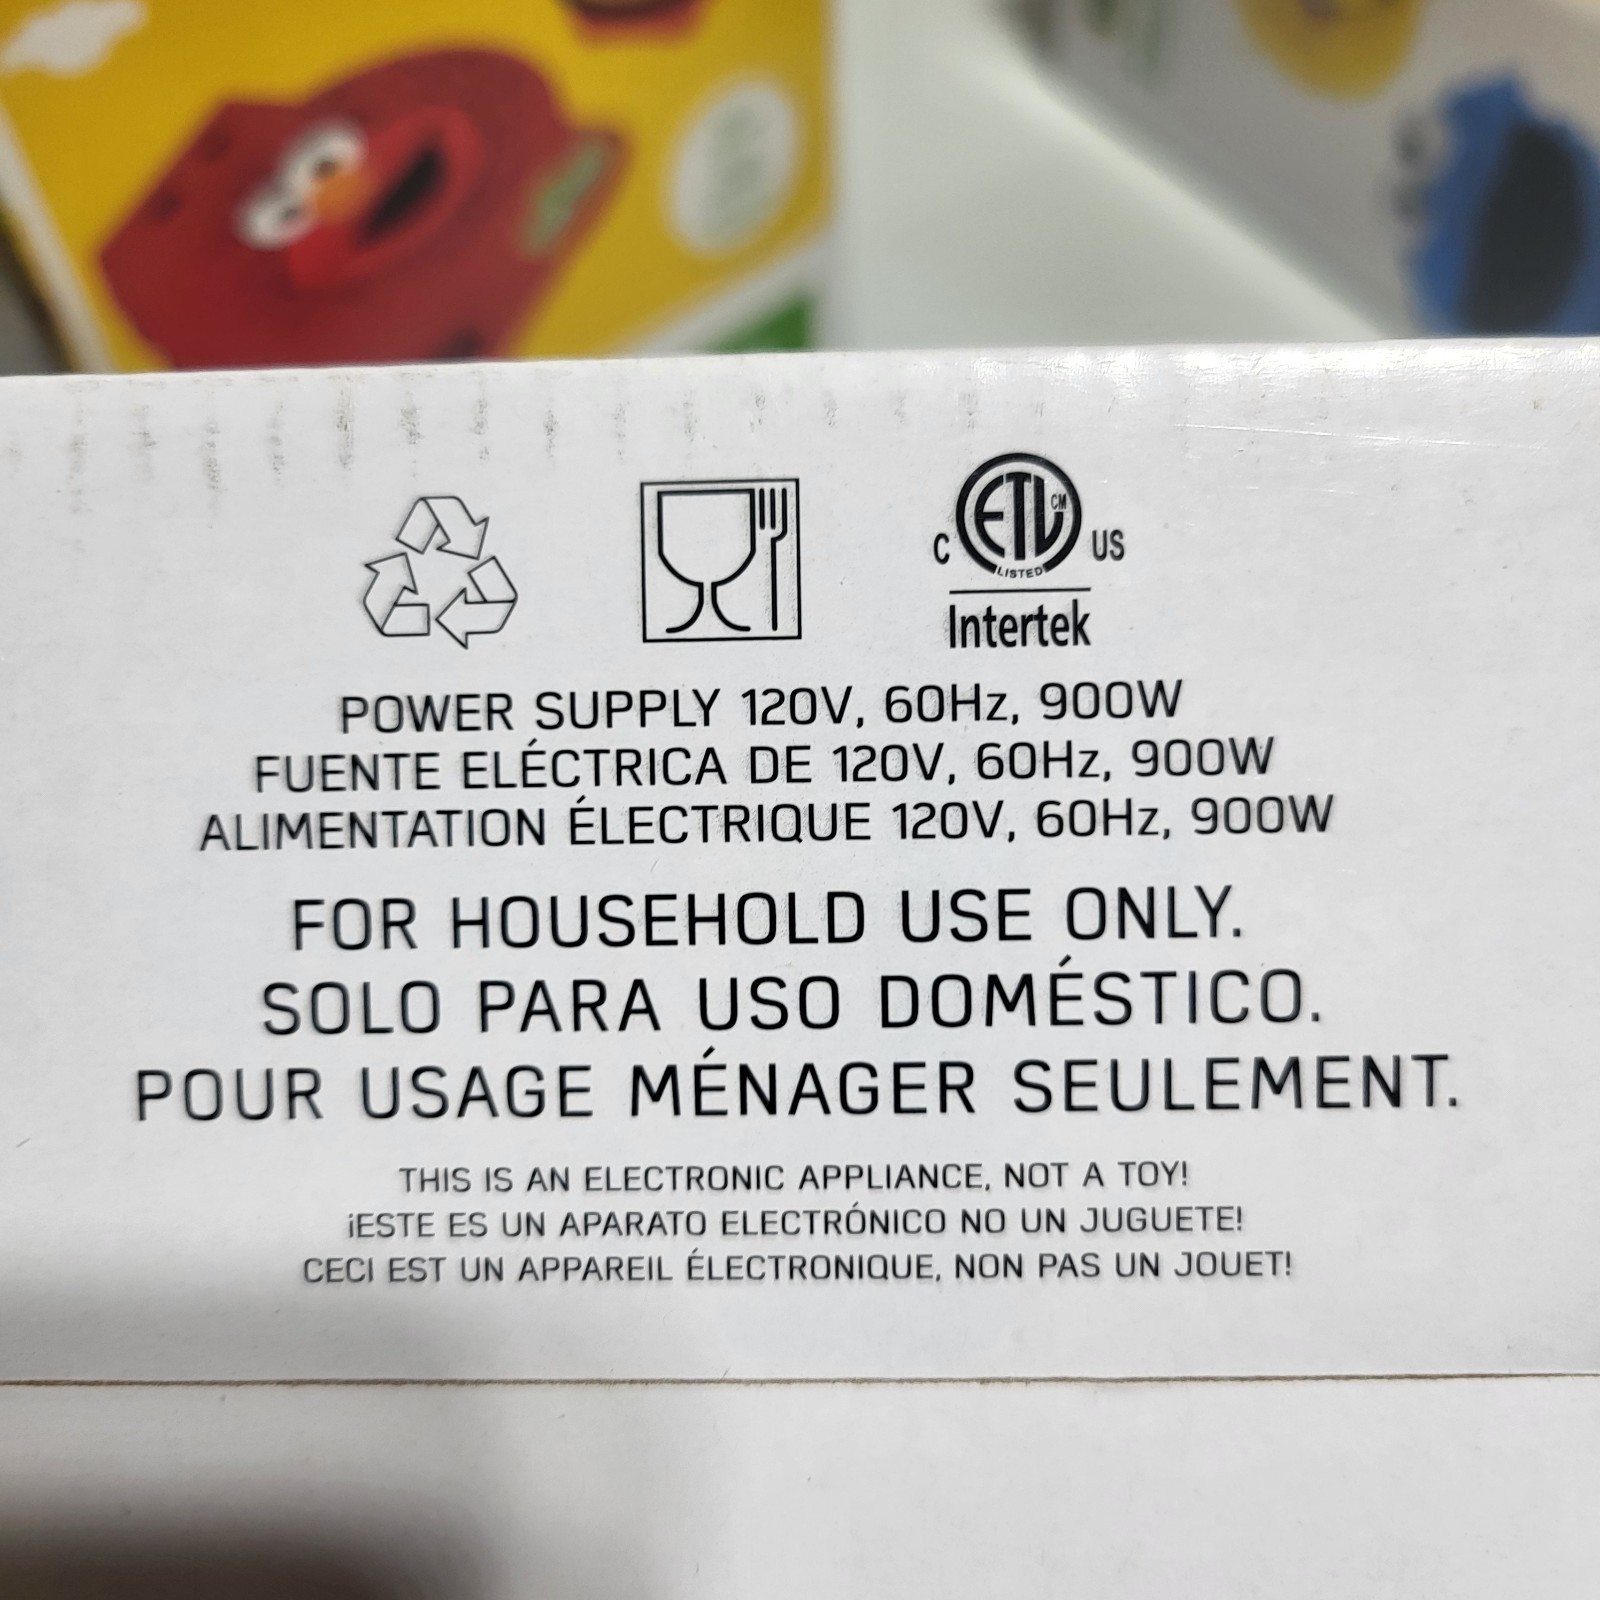 C ETL CM US
LISTED
Intertek
POWER SUPPLY 120V, 60Hz, 900W
FUENTE ELÉCTRICA DE 120V, 60Hz, 900W
ALIMENTATION ÉLECTRIQUE 120V, 60Hz, 900W
FOR HOUSEHOLD USE ONLY.
SOLO PARA USO DOMÉSTICO.
POUR USAGE MÉNAGER SEULEMENT.
THIS IS AN ELECTRONIC APPLIANCE, NOT A TOY!
¡ESTE ES UN APARATO ELECTRÓNICO NO UN JUGUETE!
CECI EST UN APPAREIL ÉLECTRONIQUE, NON PAS UN JOUET!